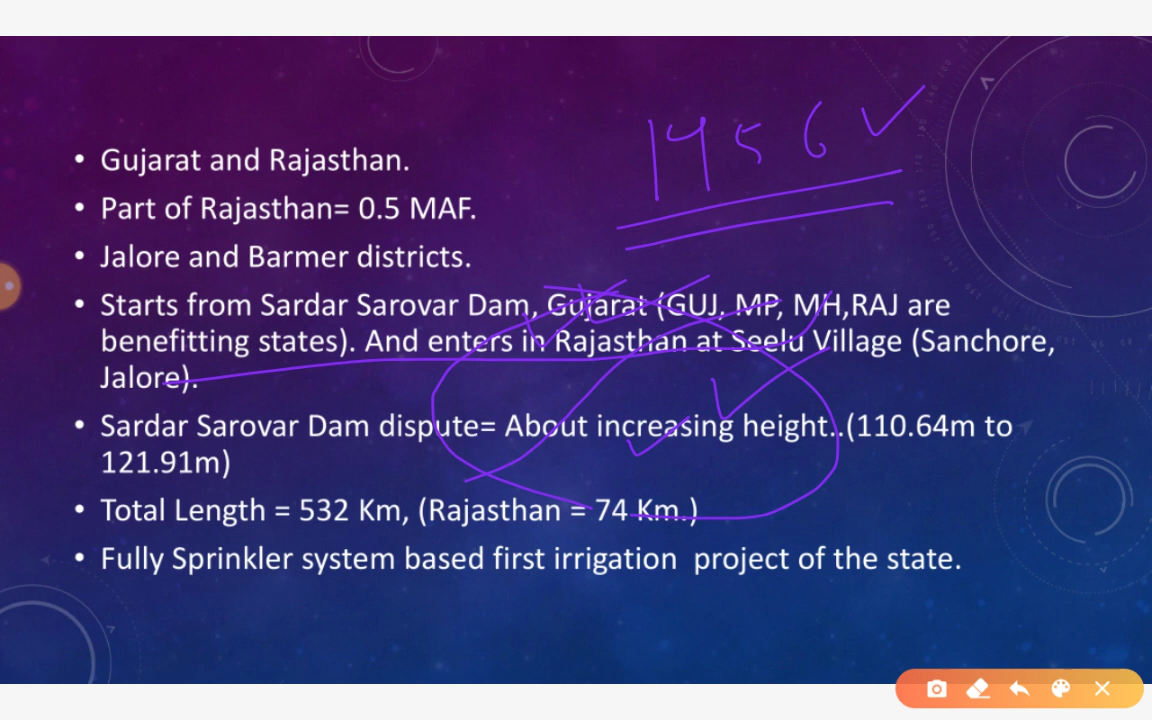 1456
• Gujarat and Rajasthan.
• Part of Rajasthan= 0.5 MAF.
• Jalore and Barmer districts.
• Starts from Sardar Sarovar Dam, Gujarat (GUJ, MP, MH,RAJ are
benefitting states). And enters in Rajasthan at Seelu Village (Sanchore,
Jalore).
• Sardar Sarovar Dam dispute= About increasing height..(110.64m to
121.91m)
• Total Length = 532 Km, (Rajasthan = 74 Km.)
• Fully Sprinkler system based first irrigation project of the state.